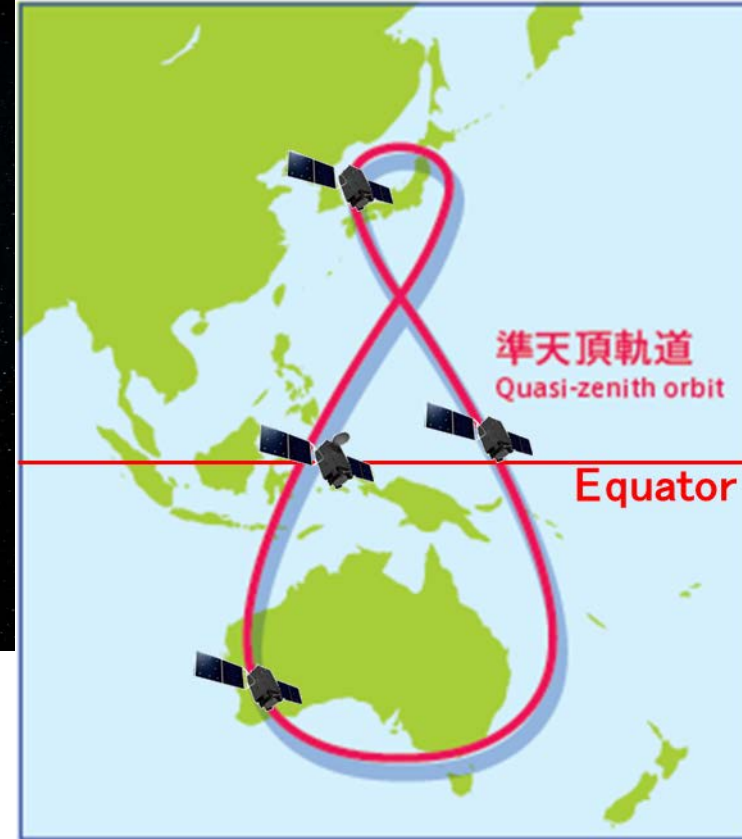 準天頂軌道
Quasi-zenith orbit
Equator